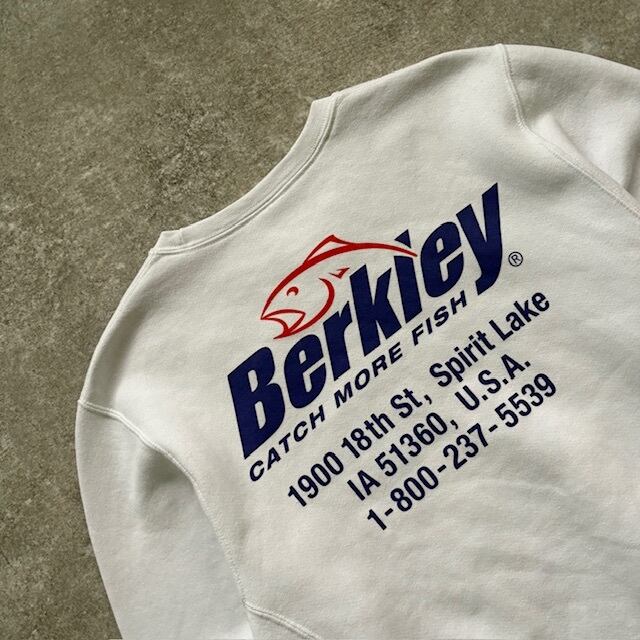 Berkley®
CATCH MORE FISH
1900 18th St, Spirit Lake
IA 51360, U.S.A.
1-800-237-5539